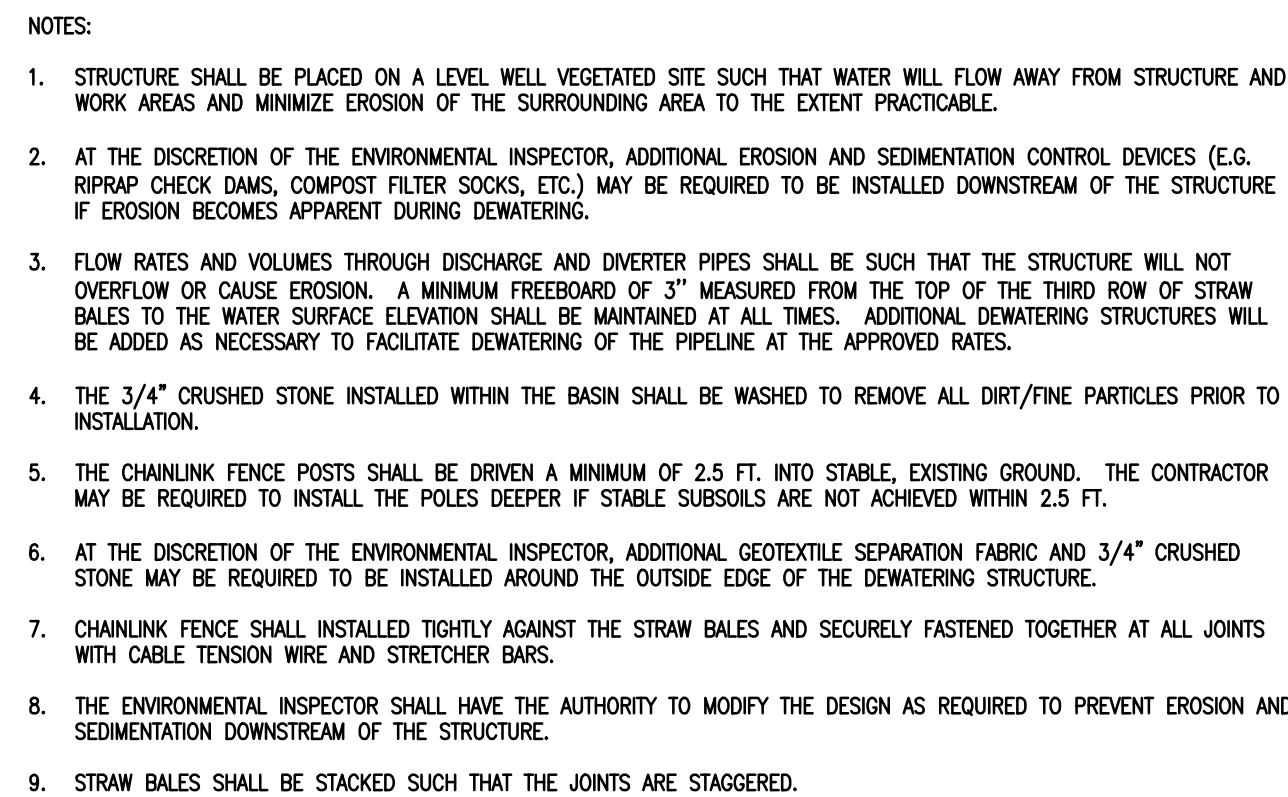 NOTES:
1. STRUCTURE SHALL BE PLACED ON A LEVEL WELL VEGETATED SITE SUCH THAT WATER WILL FLOW AWAY FROM STRUCTURE AND
WORK AREAS AND MINIMIZE EROSION OF THE SURROUNDING AREA TO THE EXTENT PRACTICABLE.
2. AT THE DISCRETION OF THE ENVIRONMENTAL INSPECTOR, ADDITIONAL EROSION AND SEDIMENTATION CONTROL DEVICES (E.G.
RIPRAP CHECK DAMS, COMPOST FILTER SOCKS, ETC.) MAY BE REQUIRED TO BE INSTALLED DOWNSTREAM OF THE STRUCTURE
IF EROSION BECOMES APPARENT DURING DEWATERING.
3. FLOW RATES AND VOLUMES THROUGH DISCHARGE AND DIVERTER PIPES SHALL BE SUCH THAT THE STRUCTURE WILL NOT
OVERFLOW OR CAUSE EROSION. A MINIMUM FREEBOARD OF 3'' MEASURED FROM THE TOP OF THE THIRD ROW OF STRAW
BALES TO THE WATER SURFACE ELEVATION SHALL BE MAINTAINED AT ALL TIMES. ADDITIONAL DEWATERING STRUCTURES WILL
BE ADDED AS NECESSARY TO FACILITATE DEWATERING OF THE PIPELINE AT THE APPROVED RATES.
4. THE 3/4" CRUSHED STONE INSTALLED WITHIN THE BASIN SHALL BE WASHED TO REMOVE ALL DIRT/FINE PARTICLES PRIOR TO
INSTALLATION.
5. THE CHAINLINK FENCE POSTS SHALL BE DRIVEN A MINIMUM OF 2.5 FT. INTO STABLE, EXISTING GROUND. THE CONTRACTOR
MAY BE REQUIRED TO INSTALL THE POLES DEEPER IF STABLE SUBSOILS ARE NOT ACHIEVED WITHIN 2.5 FT.
6. AT THE DISCRETION OF THE ENVIRONMENTAL INSPECTOR, ADDITIONAL GEOTEXTILE SEPARATION FABRIC AND 3/4" CRUSHED
STONE MAY BE REQUIRED TO BE INSTALLED AROUND THE OUTSIDE EDGE OF THE DEWATERING STRUCTURE.
7. CHAINLINK FENCE SHALL INSTALLED TIGHTLY AGAINST THE STRAW BALES AND SECURELY FASTENED TOGETHER AT ALL JOINTS
WITH CABLE TENSION WIRE AND STRETCHER BARS.
8. THE ENVIRONMENTAL INSPECTOR SHALL HAVE THE AUTHORITY TO MODIFY THE DESIGN AS REQUIRED TO PREVENT EROSION AND
SEDIMENTATION DOWNSTREAM OF THE STRUCTURE.
9. STRAW BALES SHALL BE STACKED SUCH THAT THE JOINTS ARE STAGGERED.